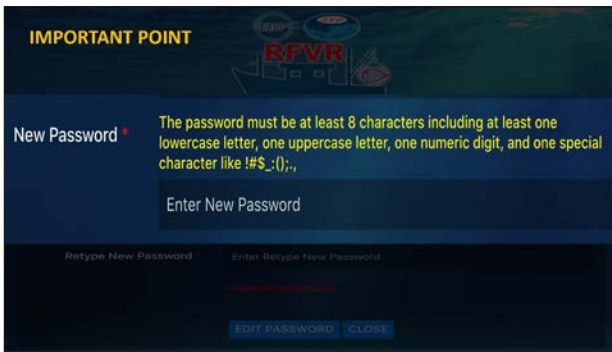 IMPORTANT POINT
RFVR
New Password *
The password must be at least 8 characters including at least one
lowercase letter, one uppercase letter, one numeric digit, and one special
character like !#$_:();.,
Enter New Password
Retype New Password *
Enter Retype New Password
EDIT PASSWORD
CLOSE